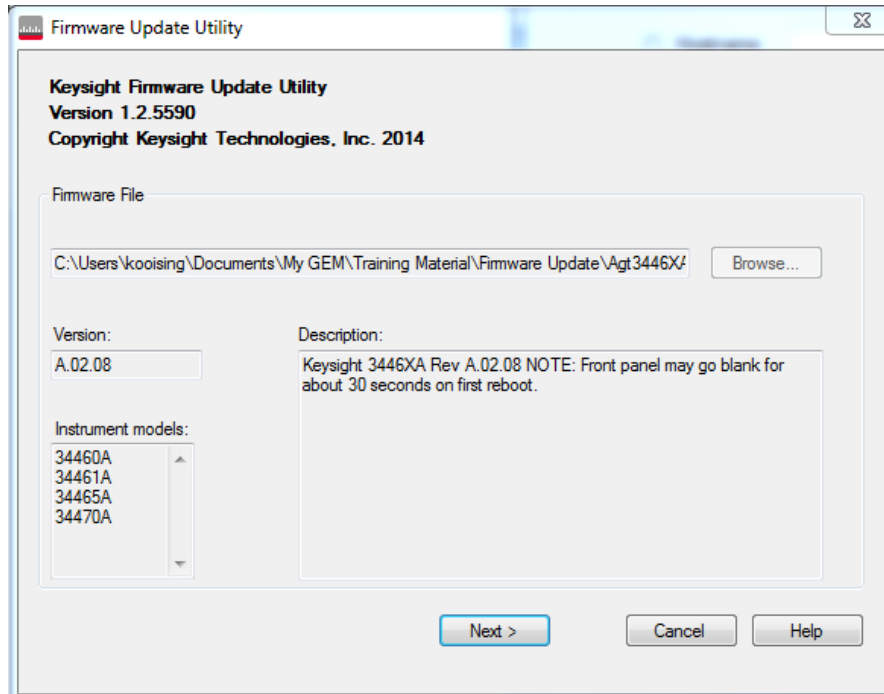 Firmware Update Utility
Keysight Firmware Update Utility
Version 1.2.5590
Copyright Keysight Technologies, Inc. 2014
Firmware File
C:\Users\kooising\Documents\My GEM\Training Material\Firmware Update\Agt3446XA
Browse...
Version:
A.02.08
Description:
Keysight 3446XA Rev A.02.08 NOTE: Front panel may go blank for
about 30 seconds on first reboot.
Instrument models:
34460A
34461A
34465A
34470A
Next >
Cancel
Help